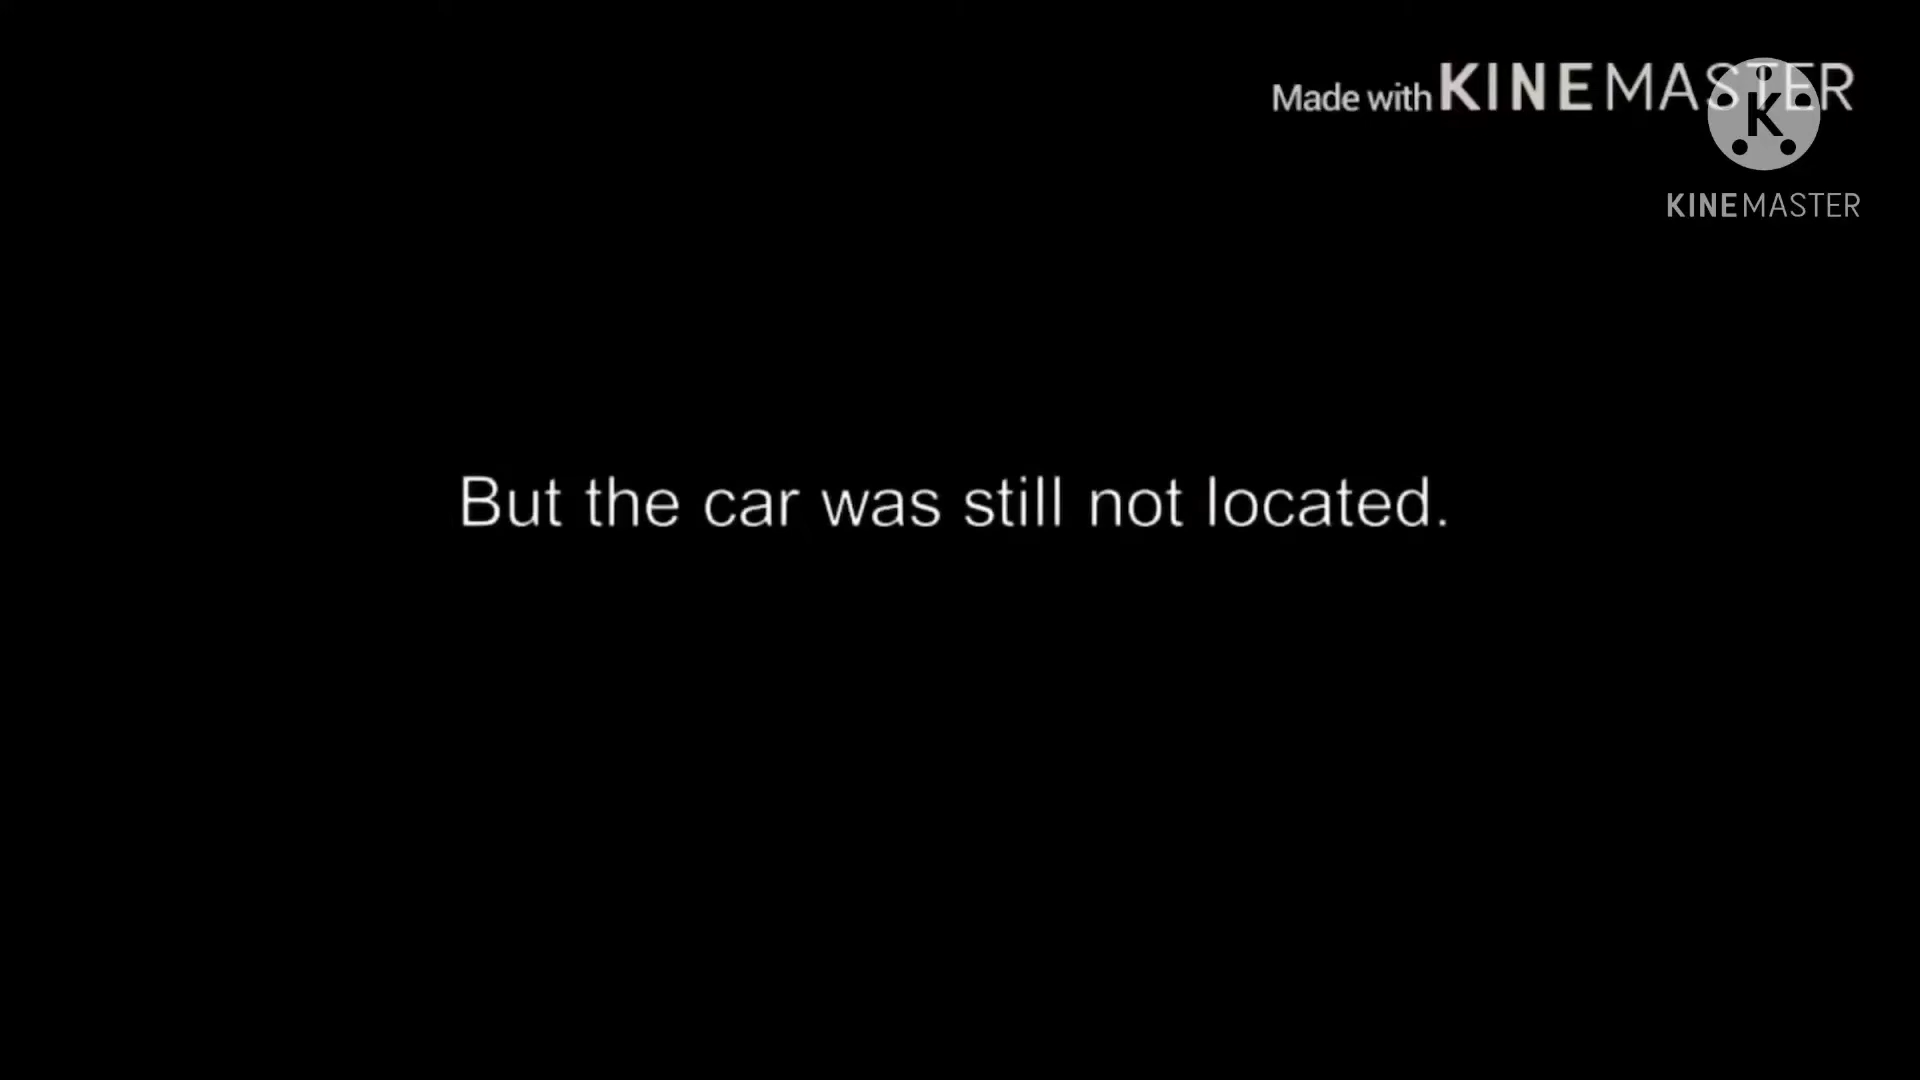 Made with KINEMASTER
K
KINEMASTER
But the car was still not located.